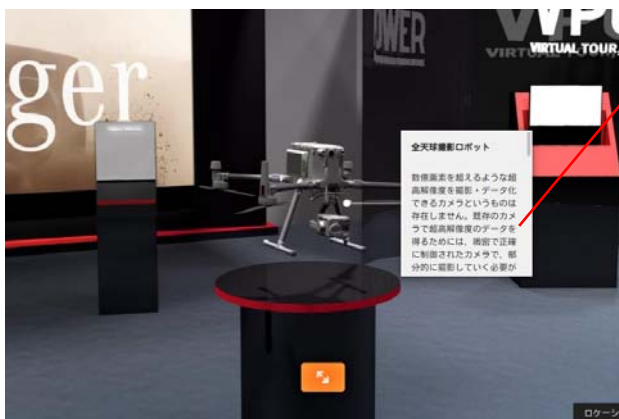 ger
OWER
VIRTUAL TOUR
全天球撮影ロボット
数億画素を超えるような超
高解像度を撮影・データ化
できるカメラというものは
存在しません。既存のカメ
ラで超高解像度のデータを
得るためには、緻密で正確
に制御されたカメラで、部
分的に撮影していく必要が
ロケーシ